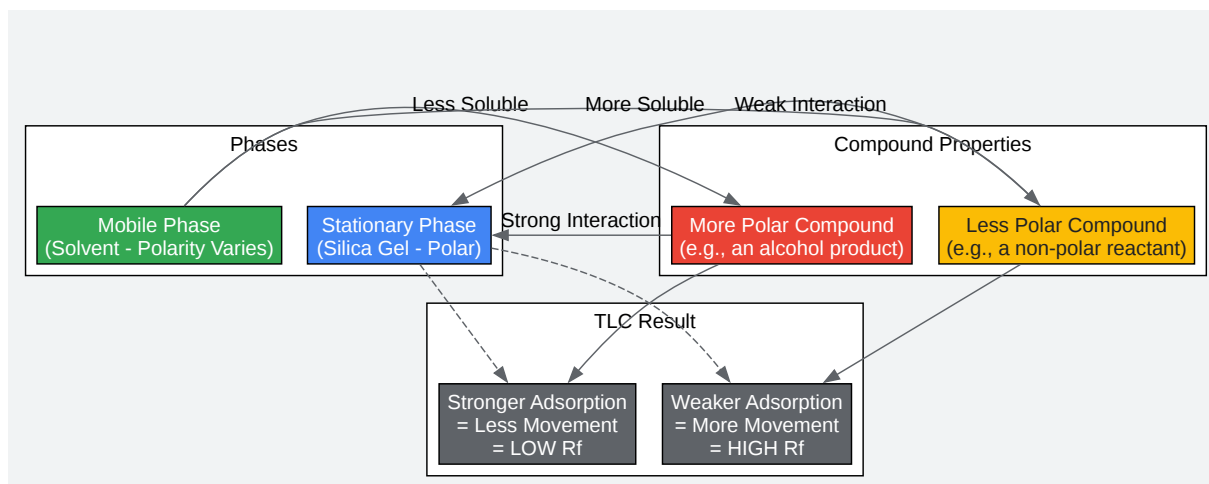 Less Soluble
More Soluble
Weak Interaction
Phases
Compound Properties
Mobile Phase
(Solvent - Polarity Varies)
Stationary Phase
(Silica Gel - Polar)
Strong Interaction
More Polar Compound
(e.g., an alcohol product)
Less Polar Compound
(e.g., a non-polar reactant)
TLC Result
Stronger Adsorption
= Less Movement
= LOW Rf
Weaker Adsorption
= More Movement
= HIGH Rf